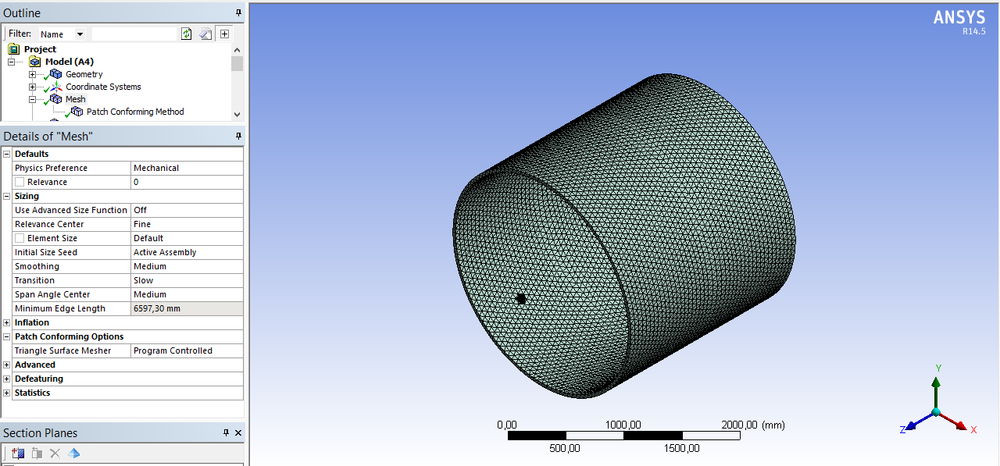 Outline
Filter: Name
Project
Model (A4)
Geometry
Coordinate Systems
Mesh
Patch Conforming Method
Details of "Mesh"
Defaults
Physics Preference Mechanical
Relevance 0
Sizing
Use Advanced Size Function Off
Relevance Center Fine
Element Size Default
Initial Size Seed Active Assembly
Smoothing Medium
Transition Slow
Span Angle Center Medium
Minimum Edge Length 6597,30 mm
Inflation
Patch Conforming Options
Triangle Surface Mesher Program Controlled
Advanced
Defeaturing
Statistics
Section Planes
ANSYS
R14.5
0,00 1000,00 2000,00 (mm)
500,00 1500,00
Y
Z X